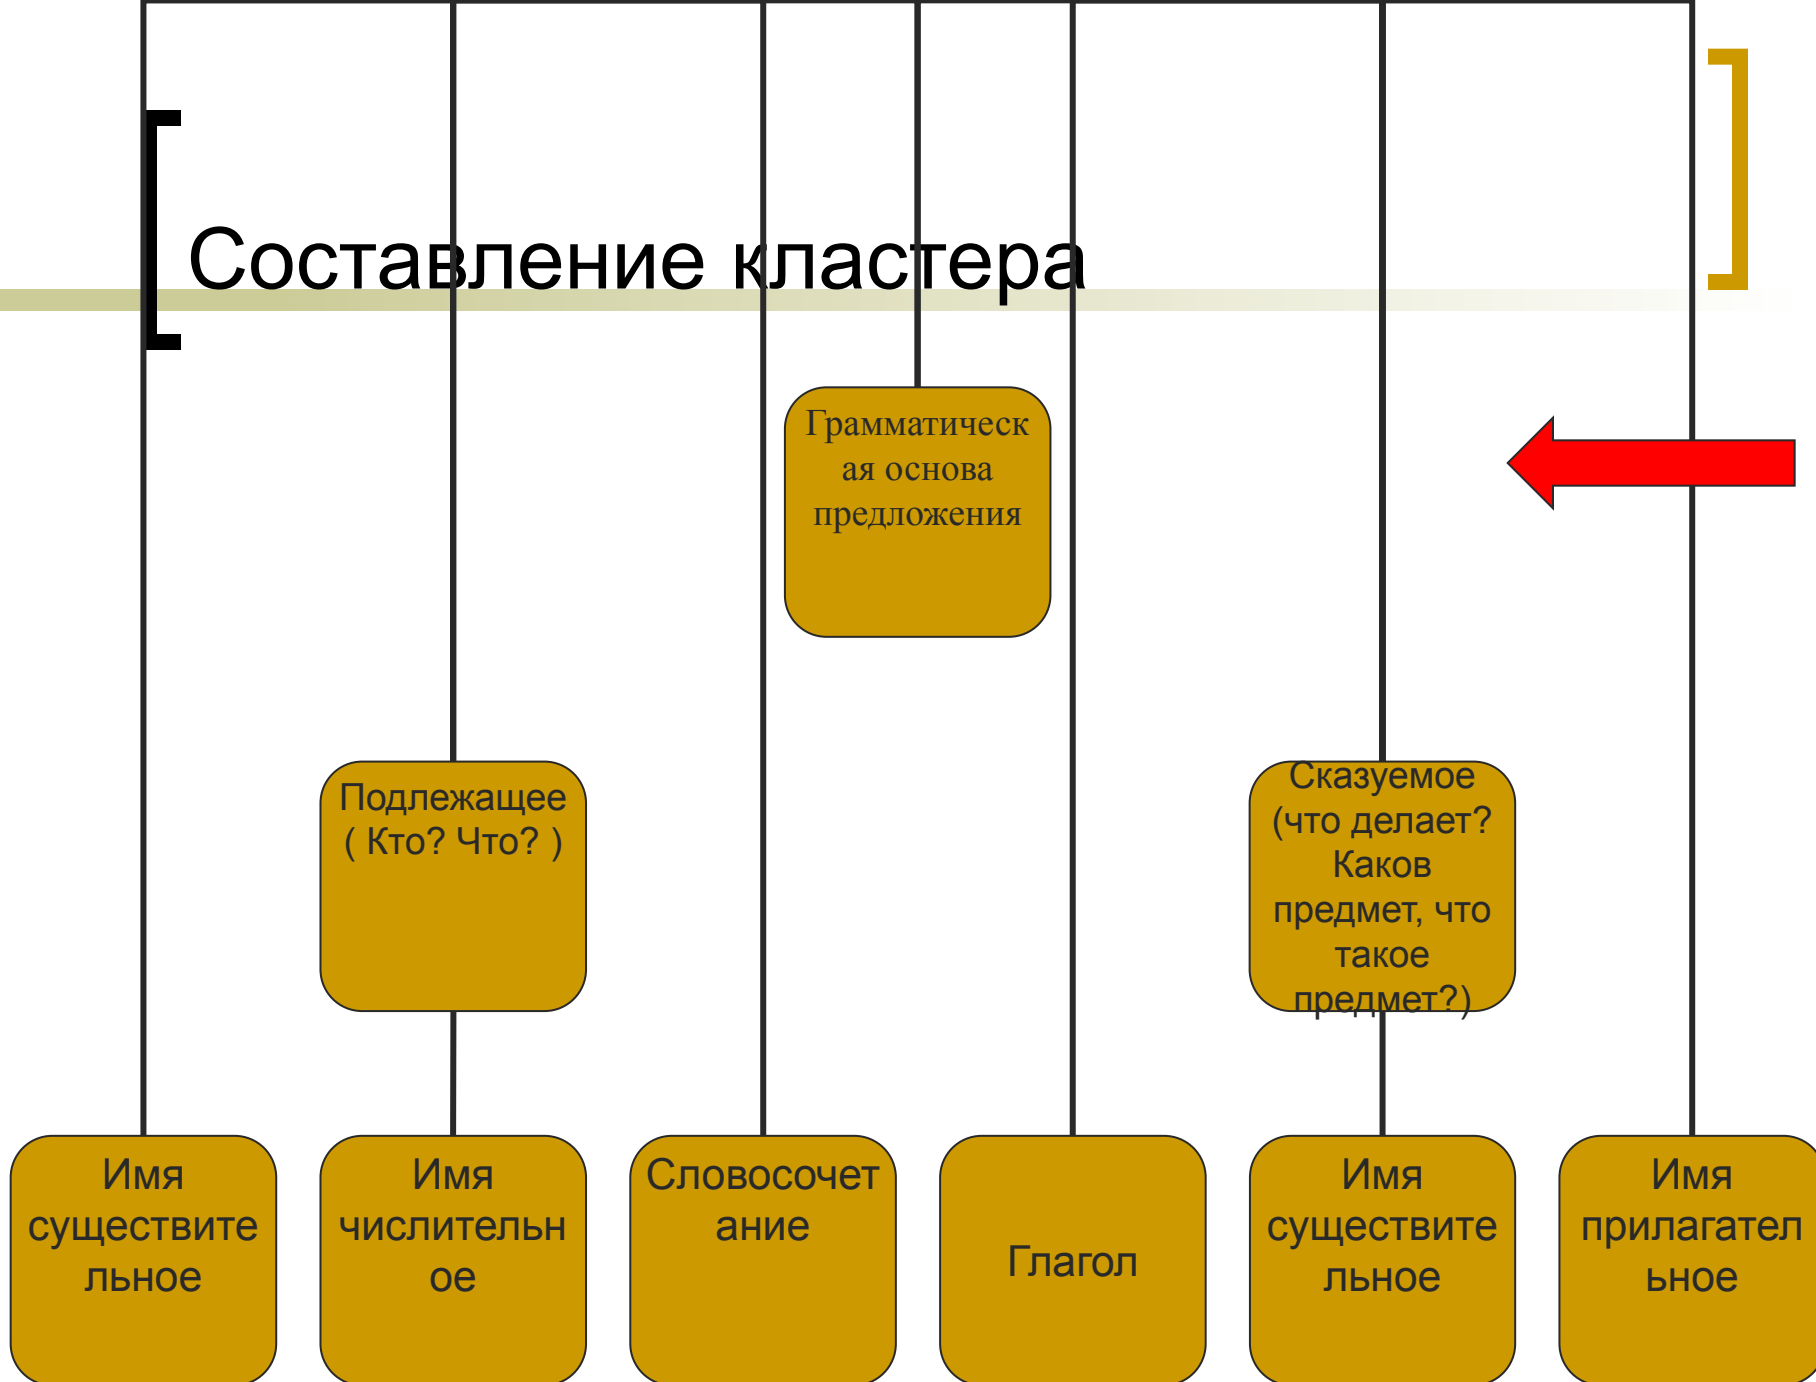 Составление кластера
Грамматическ
ая основа
предложения
Подлежащее
( Кто? Что? )
Сказуемое
(что делает?
Каков
предмет, что
такое
предмет?)
Имя
существите
льное
Имя
числительн
ое
Словосочет
ание
Глагол
Имя
существите
льное
Имя
прилагател
ьное